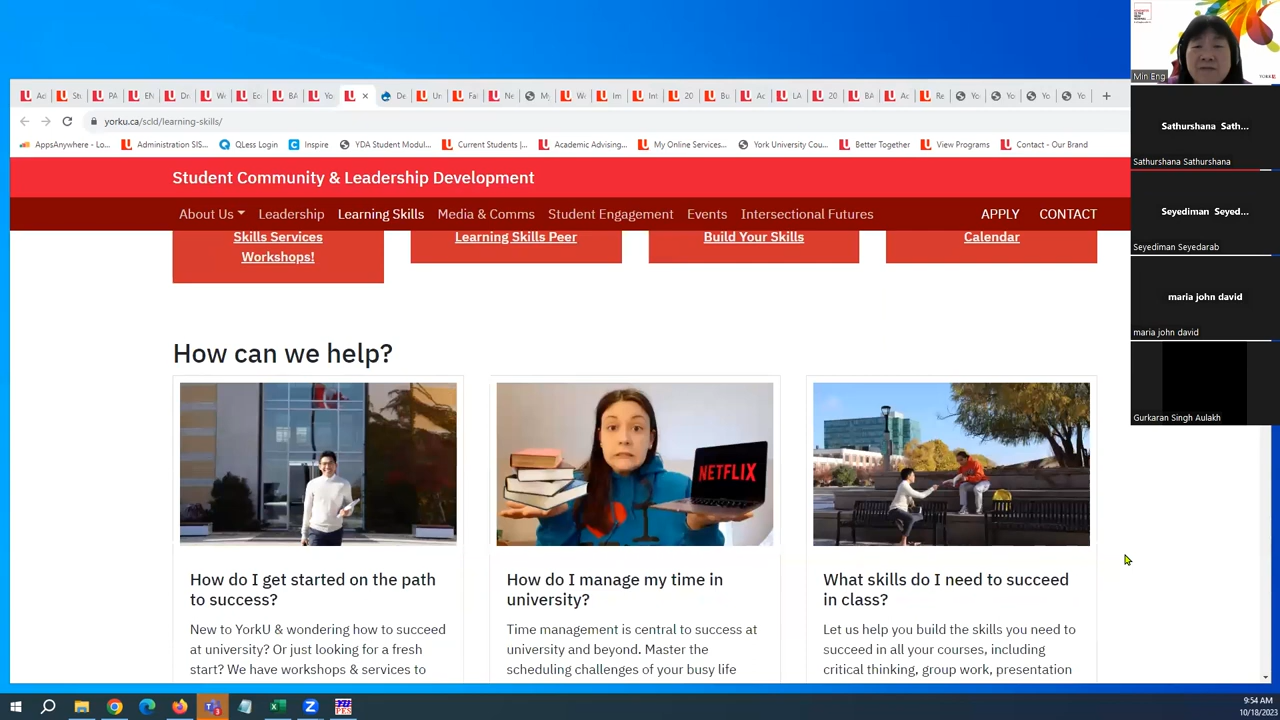 Min Eng
Sathurshana Sath...
Sathurshana Sathurshana
Seyediman Seyed...
Seyediman Seyedarab
maria john david
maria john david
Gurkaran Singh Aulakh
yorku.ca/scld/learning-skills/
AppsAnywhere - Lo... Administration SIS... QLess Login Inspire YDA Student Modul... Current Students |... Academic Advising... My Online Services... York University Cou... Better Together View Programs Contact - Our Brand
Student Community & Leadership Development
About Us Leadership Learning Skills Media & Comms Student Engagement Events Intersectional Futures APPLY CONTACT
Skills Services
Workshops!
Learning Skills Peer
Build Your Skills
Calendar
How can we help?
NETFLIX
How do I get started on the path
to success?
New to YorkU & wondering how to succeed
at university? Or just looking for a fresh
start? We have workshops & services to
How do I manage my time in
university?
Time management is central to success at
university and beyond. Master the
scheduling challenges of your busy life
What skills do I need to succeed
in class?
Let us help you build the skills you need to
succeed in all your courses, including
critical thinking, group work, presentation
9:54 AM
10/18/2023